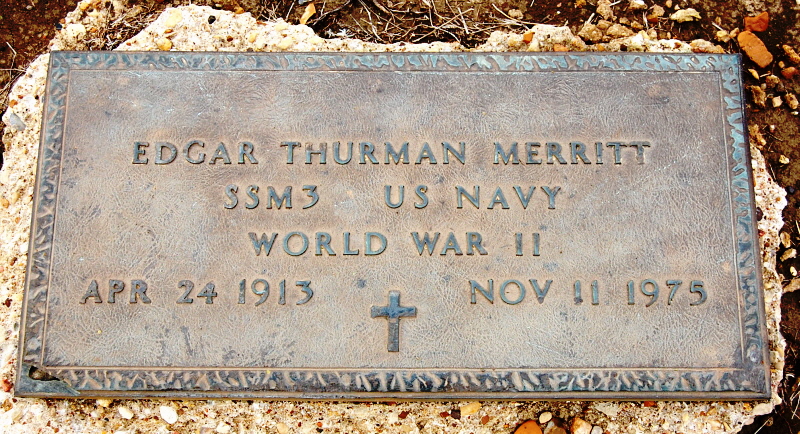 EDGAR THURMAN MERRITT
SSM3 US NAVY
WORLD WAR II
APR 24 1913 NOV 11 1975